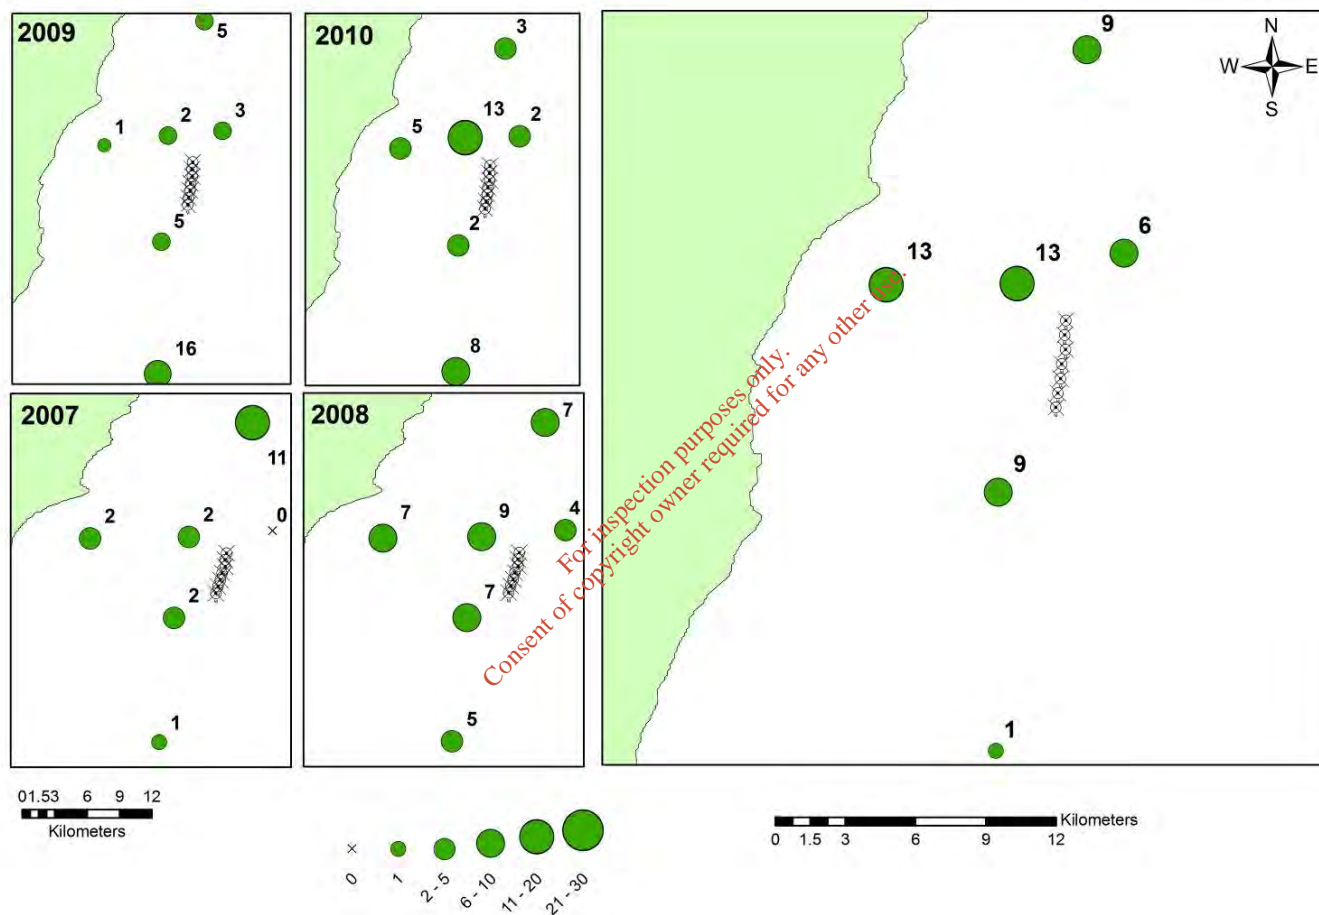 2009
5
1
2
3
5
16
2010
3
5
13
2
2
8
9
N
W
E
S
13
13
6
9
1
2007
11
2
2
0
2
1
2008
7
7
9
4
7
5
For inspection purposes only.
Consent of copyright owner required for any other use.
01.53 6 9 12
Kilometers
0
1
2 - 5
6 - 10
11 - 20
21 - 30
Kilometers
0 1.5 3 6 9 12